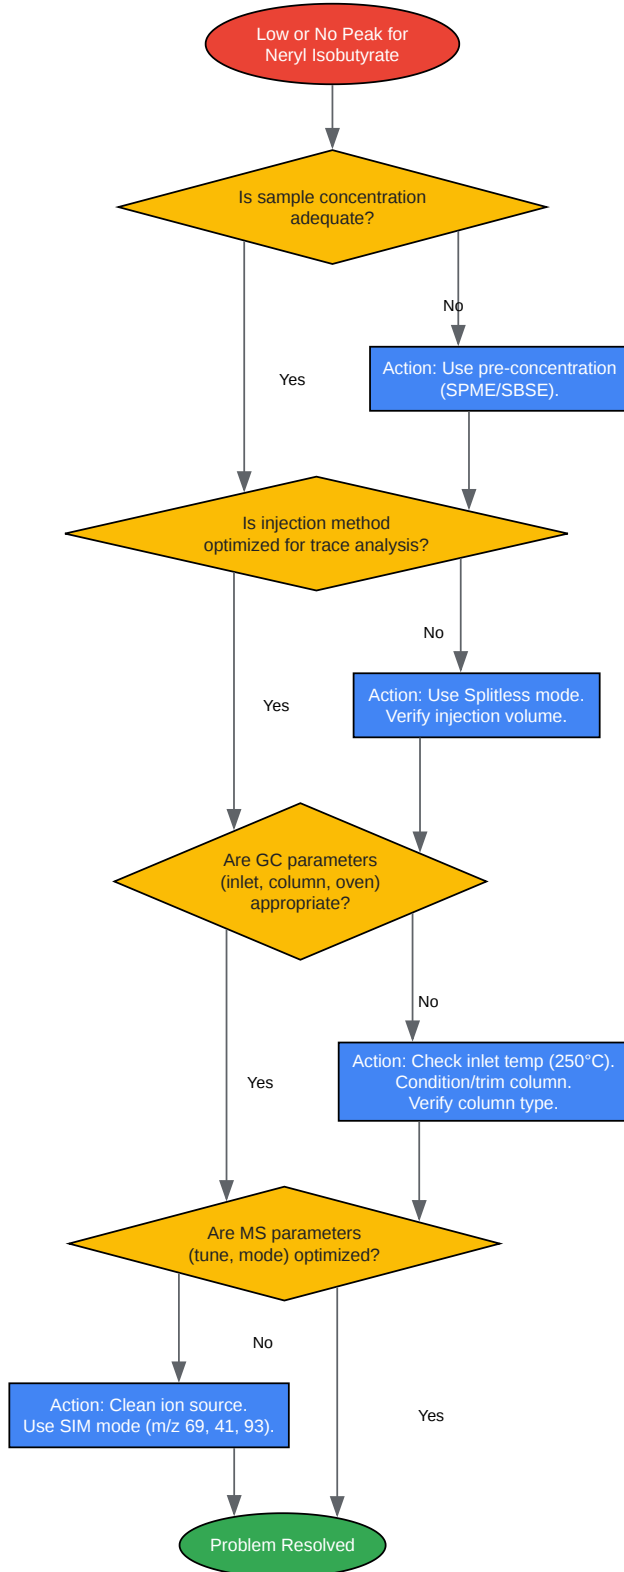 Low or No Peak for
Neryl Isobutyrate
Is sample concentration
adequate?
No
Action: Use pre-concentration
(SPME/SBSE).
Yes
Is injection method
optimized for trace analysis?
No
Action: Use Splitless mode.
Verify injection volume.
Yes
Are GC parameters
(inlet, column, oven)
appropriate?
No
Action: Check inlet temp (250°C).
Condition/trim column.
Verify column type.
Yes
Are MS parameters
(tune, mode) optimized?
No
Action: Clean ion source.
Use SIM mode (m/z 69, 41, 93).
Yes
Problem Resolved